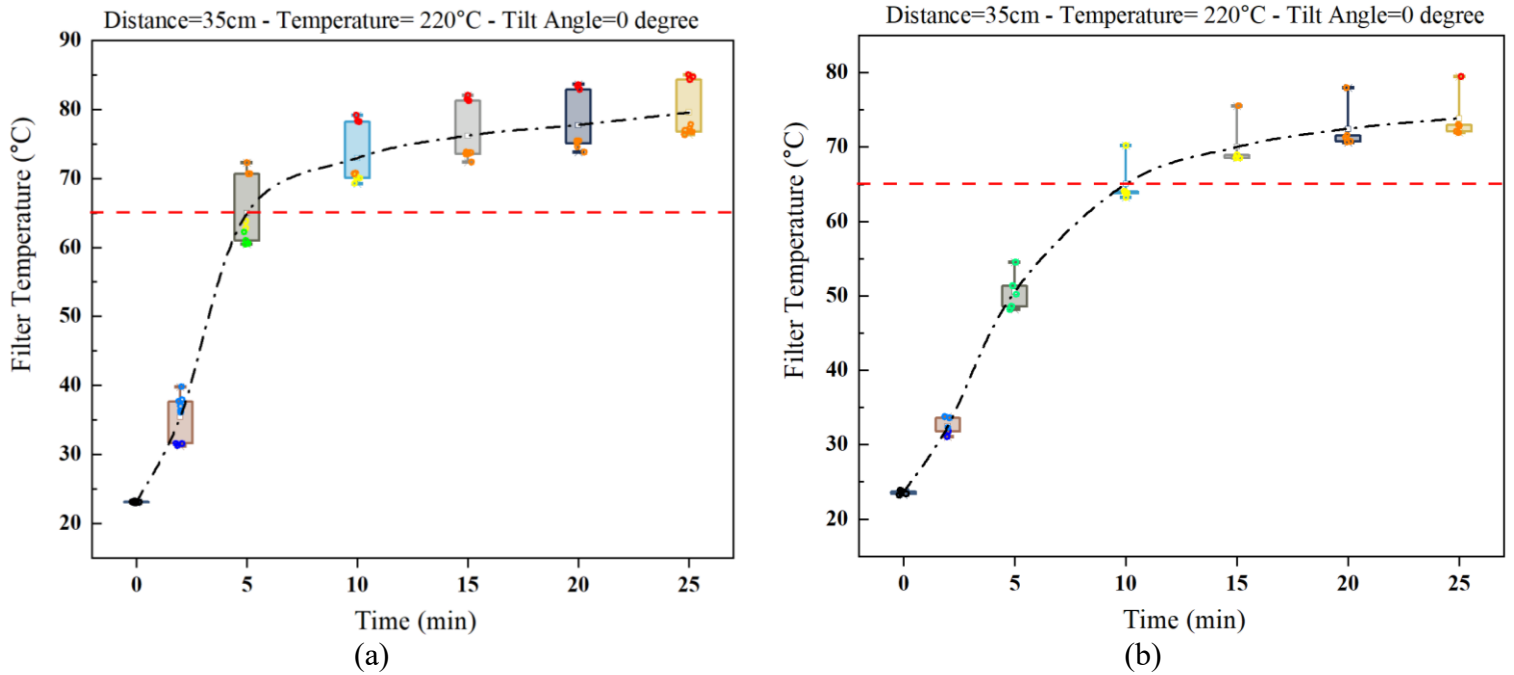 Distance=35cm - Temperature= 220°C - Tilt Angle=0 degree
90
80
70
60
50
40
30
20
Filter Temperature (°C)
0 5 10 15 20 25
Time (min)
(a)
Distance=35cm - Temperature= 220°C - Tilt Angle=0 degree
80
70
60
50
40
30
20
Filter Temperature (°C)
0 5 10 15 20 25
Time (min)
(b)